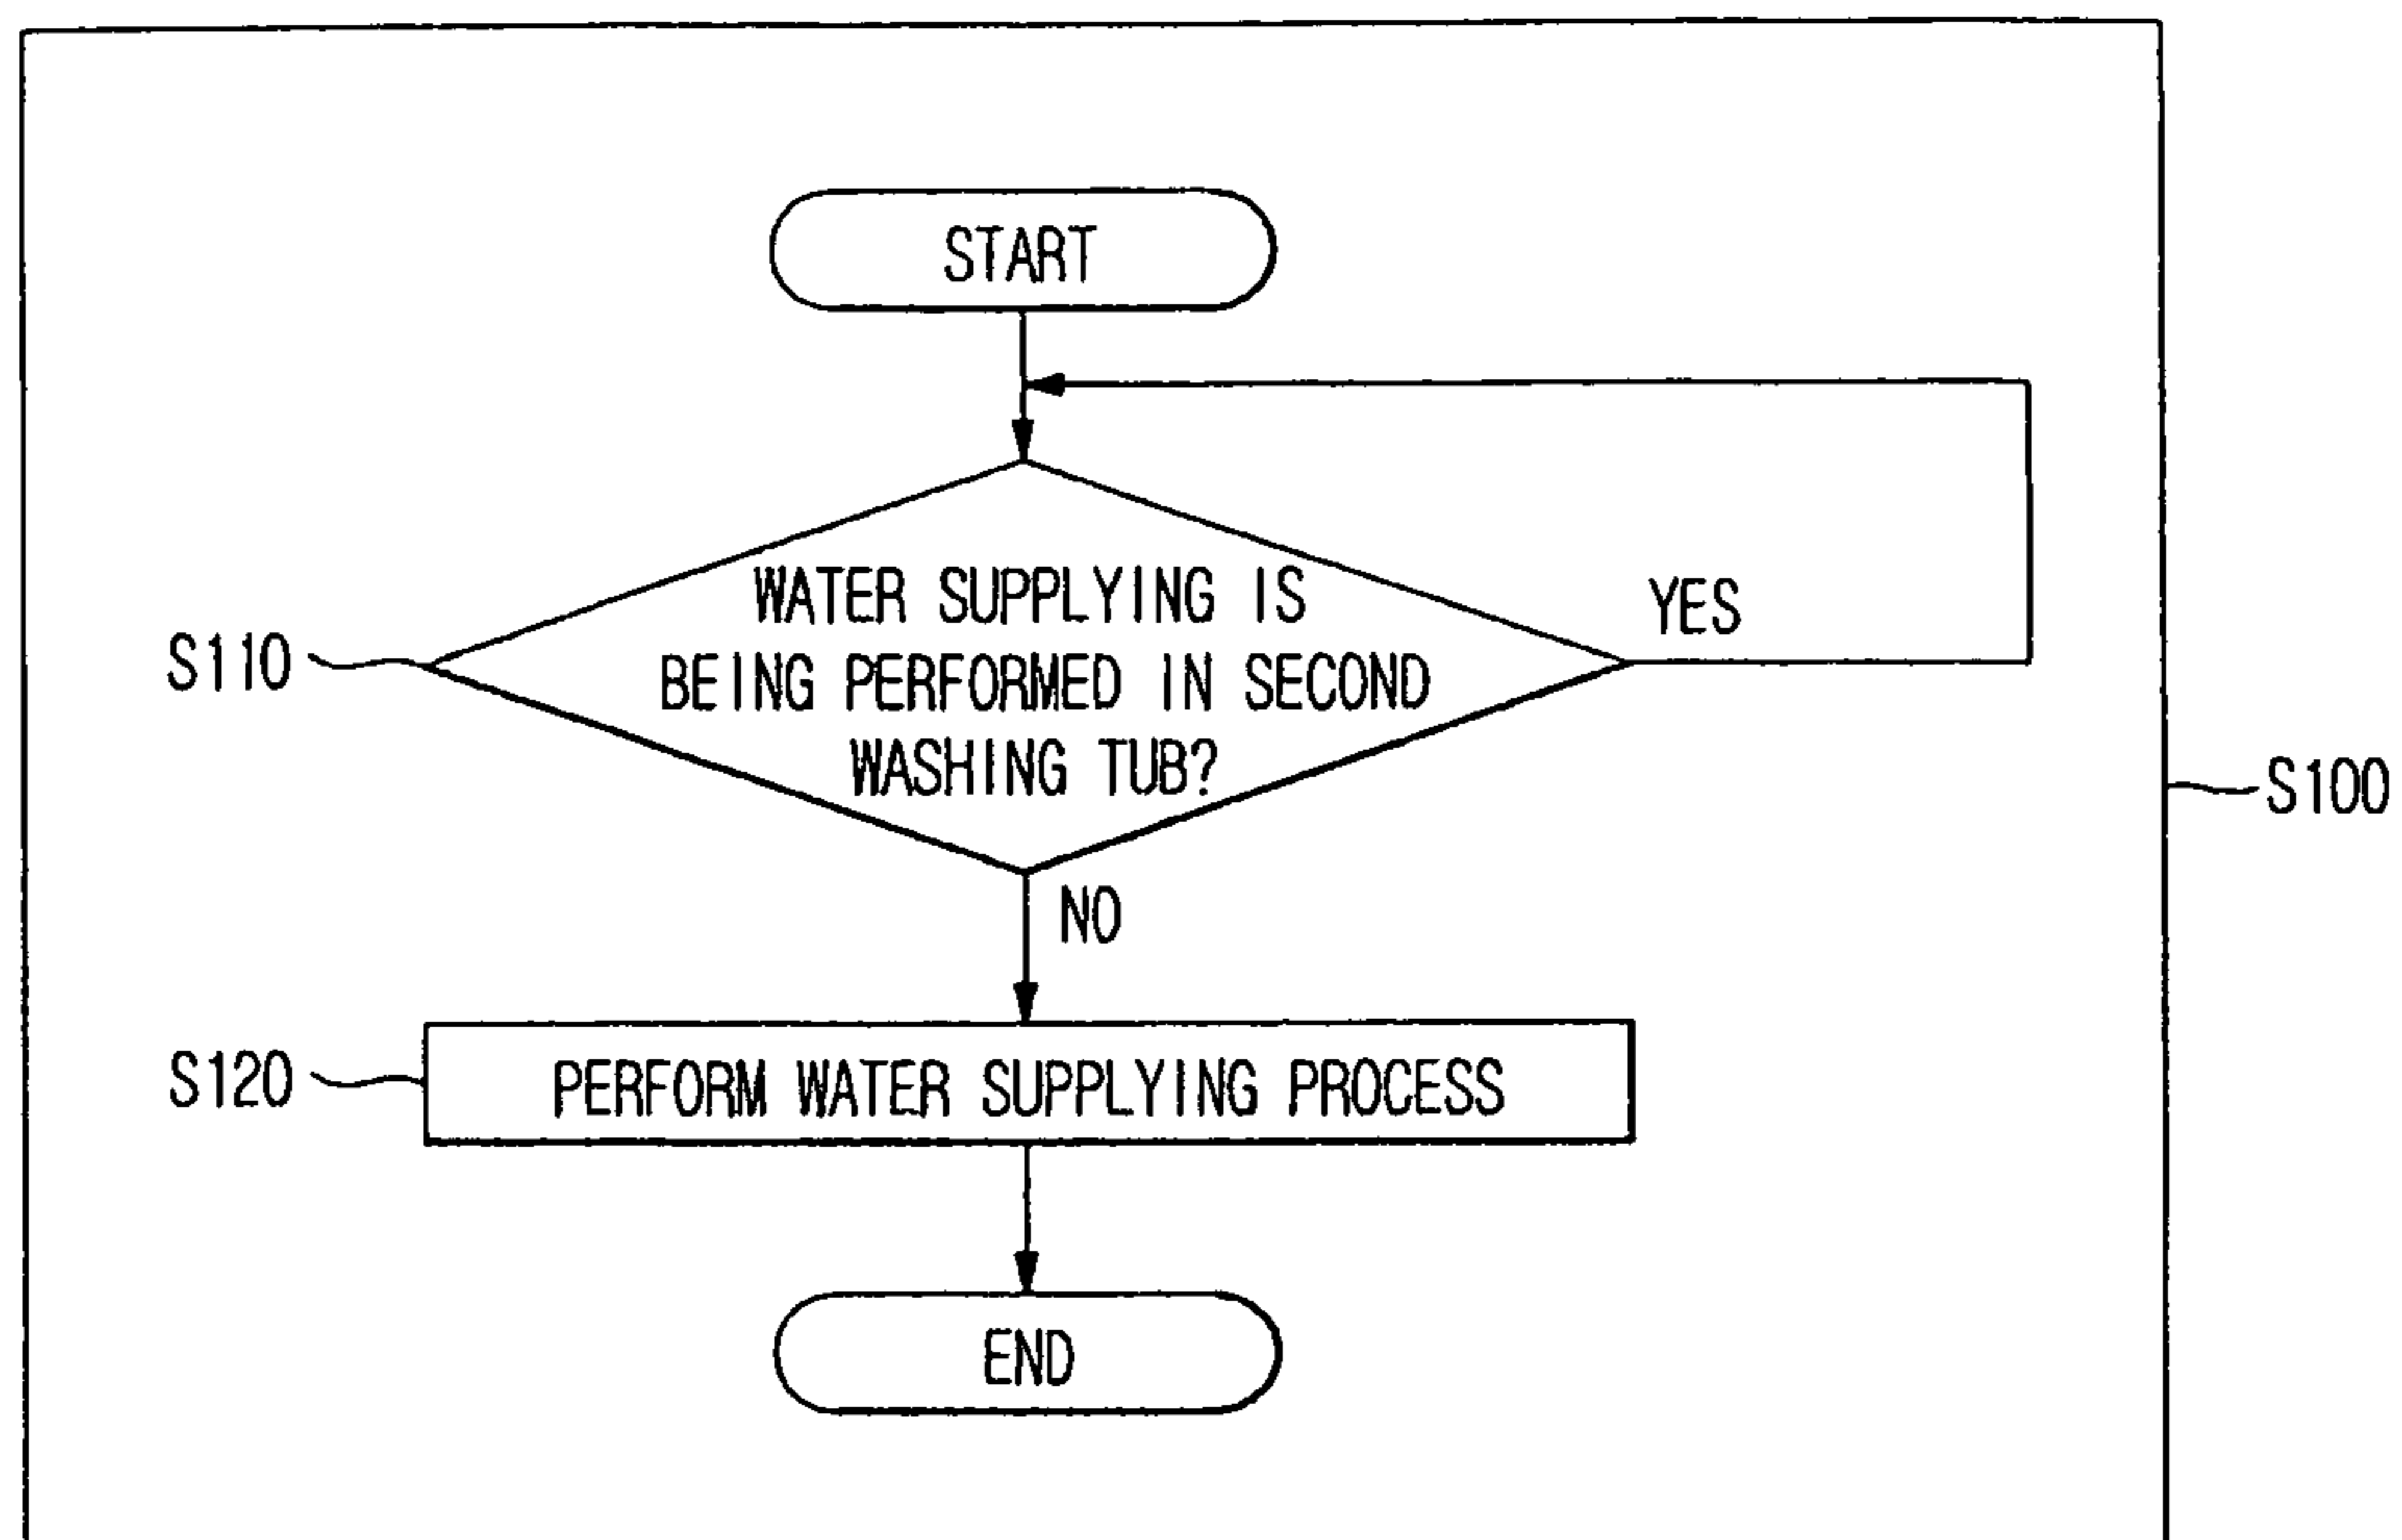 START
WATER SUPPLYING IS
BEING PERFORMED IN SECOND
WASHING TUB?
YES
S110
S100
NO
S120
PERFORM WATER SUPPLYING PROCESS
END